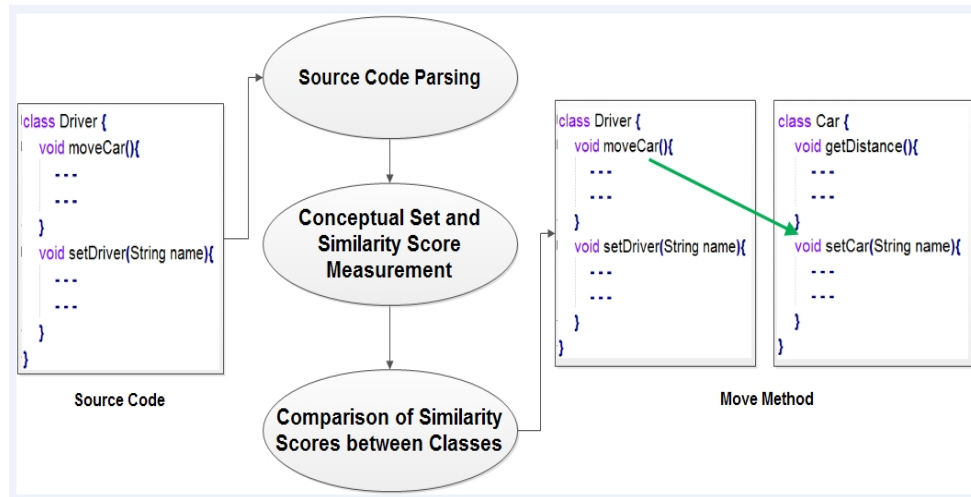 class Driver {
void moveCar(){
---
---
}
void setDriver(String name){
---
---
}
}
Source Code
Source Code Parsing
Conceptual Set and
Similarity Score
Measurement
Comparison of Similarity
Scores between Classes
class Driver {
void moveCar(){
---
---
}
void setDriver(String name){
---
---
}
}
class Car {
void getDistance(){
---
---
}
void setCar(String name){
---
---
}
}
Move Method